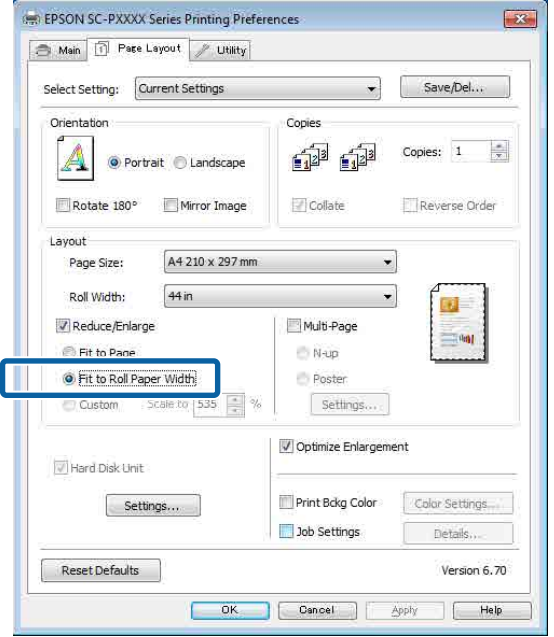 EPSON SC-PXXXX Series Printing Preferences
Main Page Layout Utility
Select Setting: Current Settings Save/Del...
Orientation Copies
Portrait Landscape Copies: 1
Rotate 180° Mirror Image Collate Reverse Order
Layout
Page Size: A4 210 x 297 mm
Roll Width: 44 in
Reduce/Enlarge Multi-Page
Fit to Page N-up
Fit to Roll Paper Width Poster
Custom Scale to 535 % Settings...
Optimize Enlargement
Hard Disk Unit
Settings... Print Bckg Color Color Settings...
Job Settings Details...
Reset Defaults Version 6.70
OK Cancel Apply Help